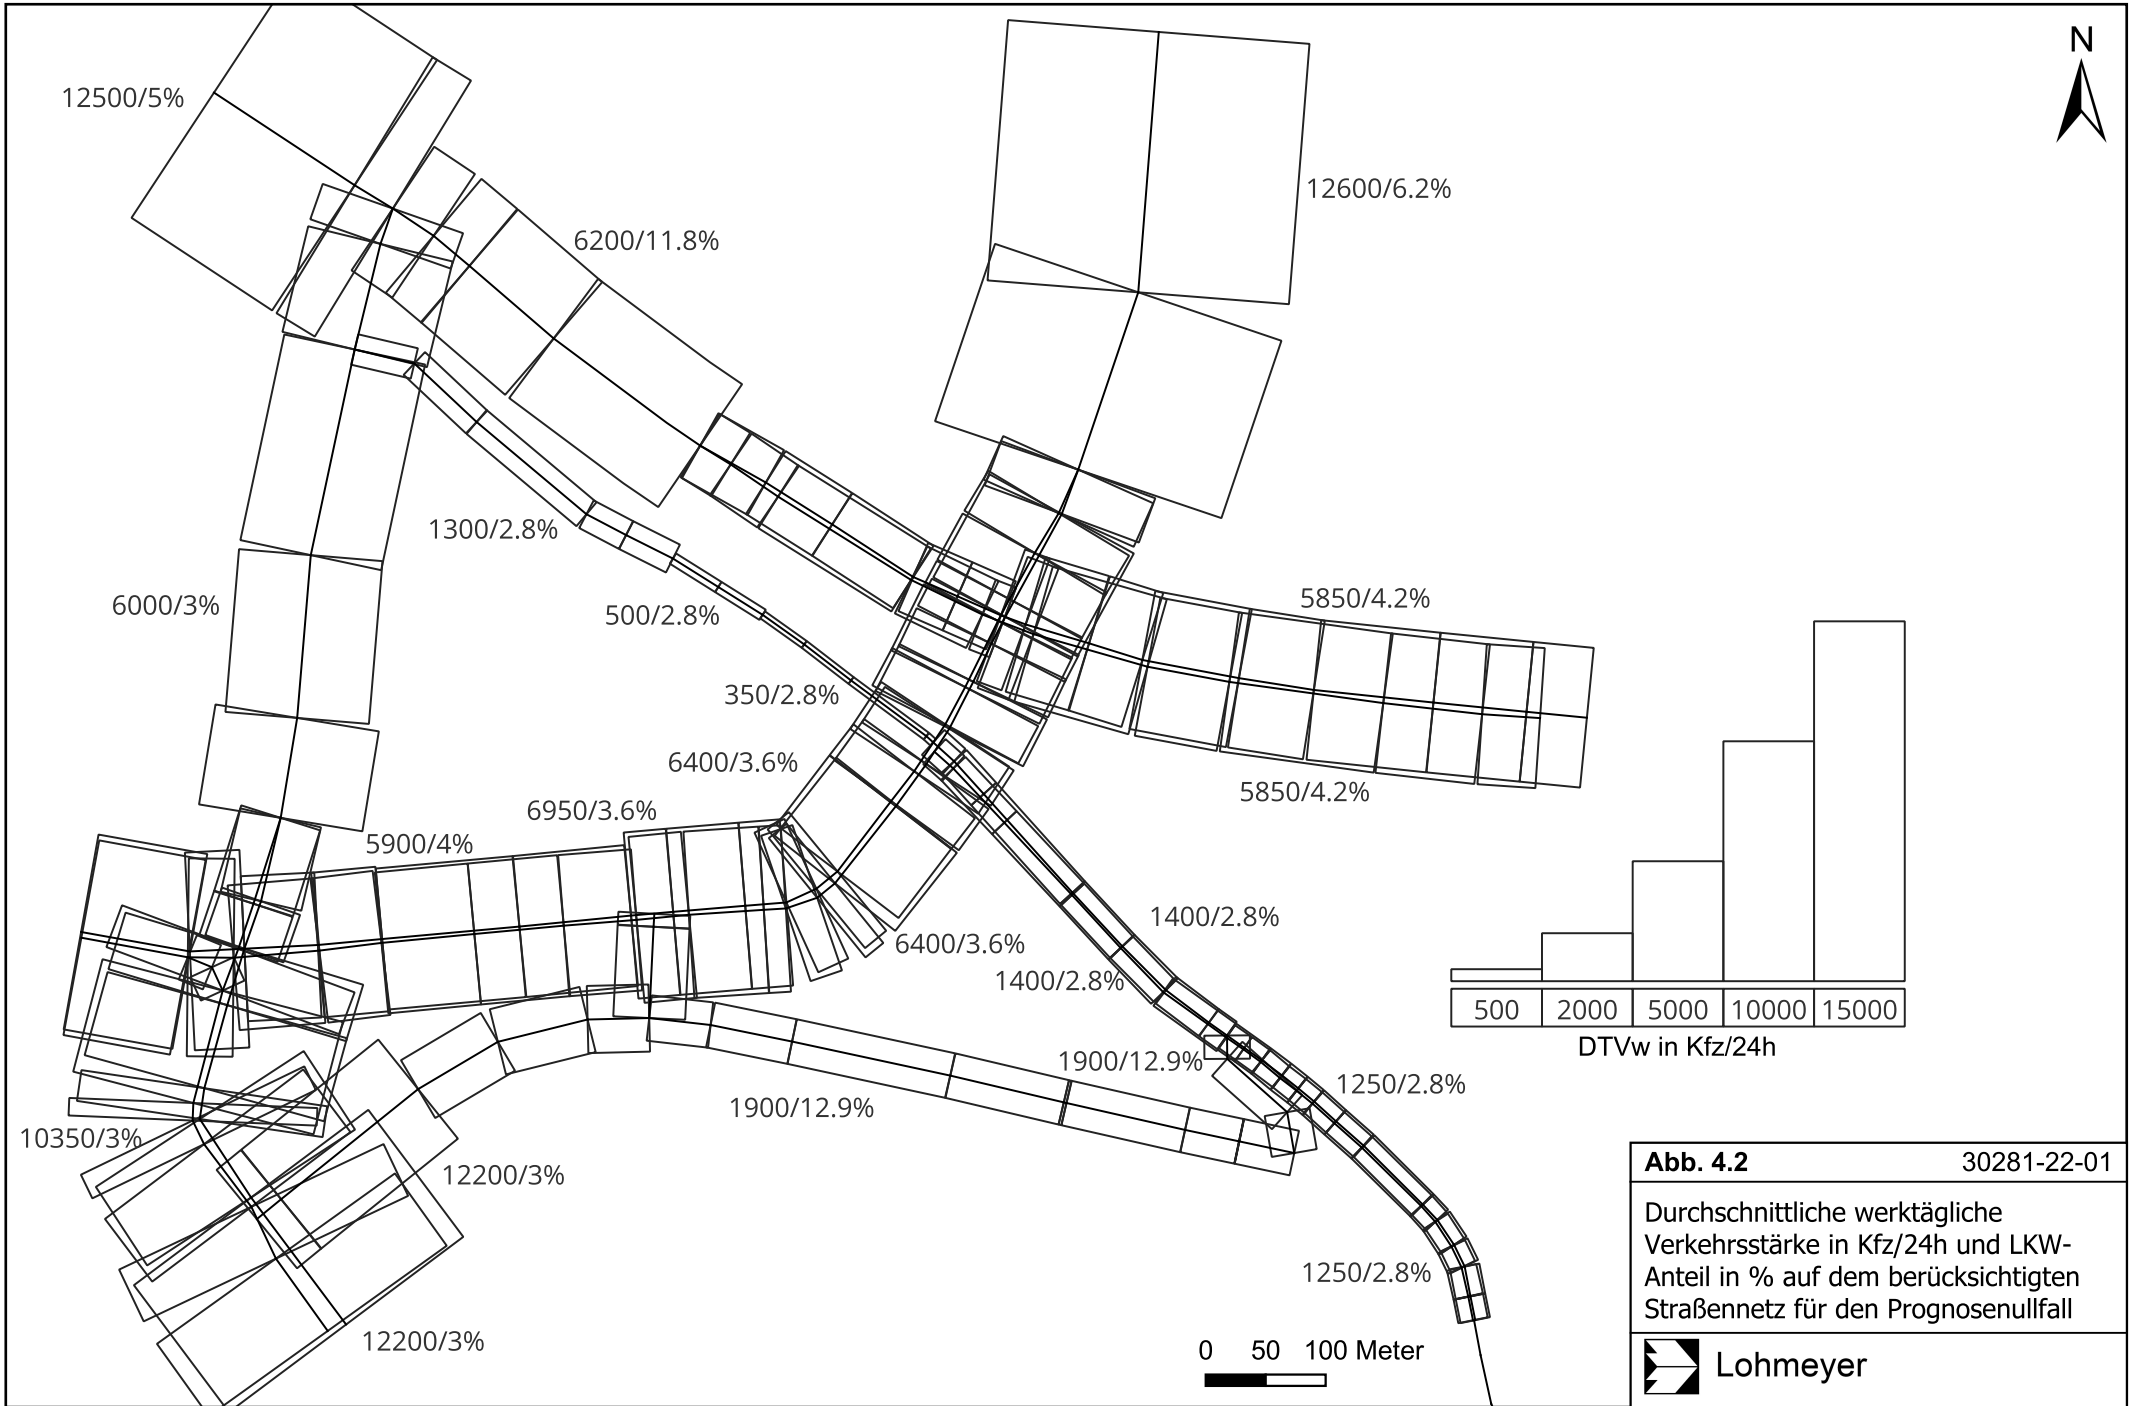 N
12500/5%
12600/6.2%
6200/11.8%
1300/2.8%
6000/3%
500/2.8%
5850/4.2%
350/2.8%
6400/3.6%
5850/4.2%
6950/3.6%
5900/4%
1400/2.8%
6400/3.6%
1400/2.8%
500 2000 5000 10000 15000
DTVw in Kfz/24h
1900/12.9%
1250/2.8%
1900/12.9%
10350/3%
12200/3%
1250/2.8%
12200/3%
0 50 100 Meter
Abb. 4.2 30281-22-01
Durchschnittliche werktägliche
Verkehrsstärke in Kfz/24h und LKW-
Anteil in % auf dem berücksichtigten
Straßennetz für den Prognosenullfall
Lohmeyer